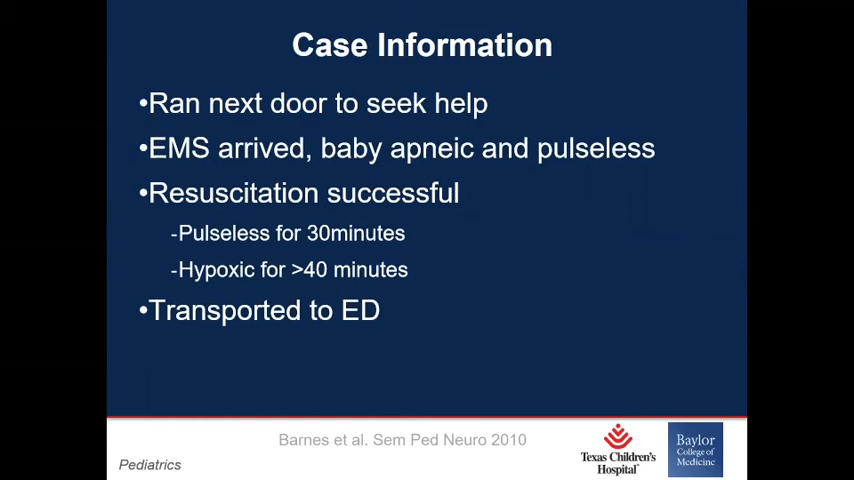 Case Information
•Ran next door to seek help
•EMS arrived, baby apneic and pulseless
•Resuscitation successful
-Pulseless for 30minutes
-Hypoxic for >40 minutes
•Transported to ED
Barnes et al. Sem Ped Neuro 2010
Pediatrics
Texas Children's
Hospital
Baylor
College of
Medicine